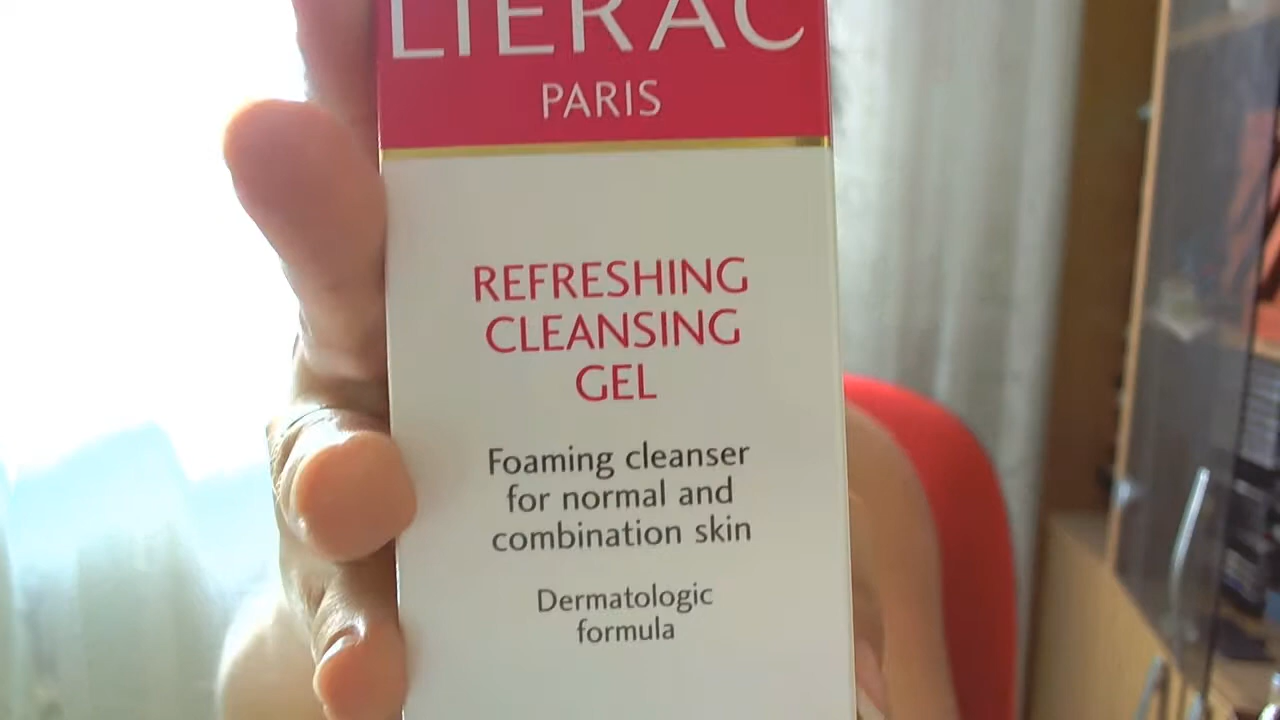 LIERAC
PARIS
REFRESHING
CLEANSING
GEL
Foaming cleanser
for normal and
combination skin
Dermatologic
formula